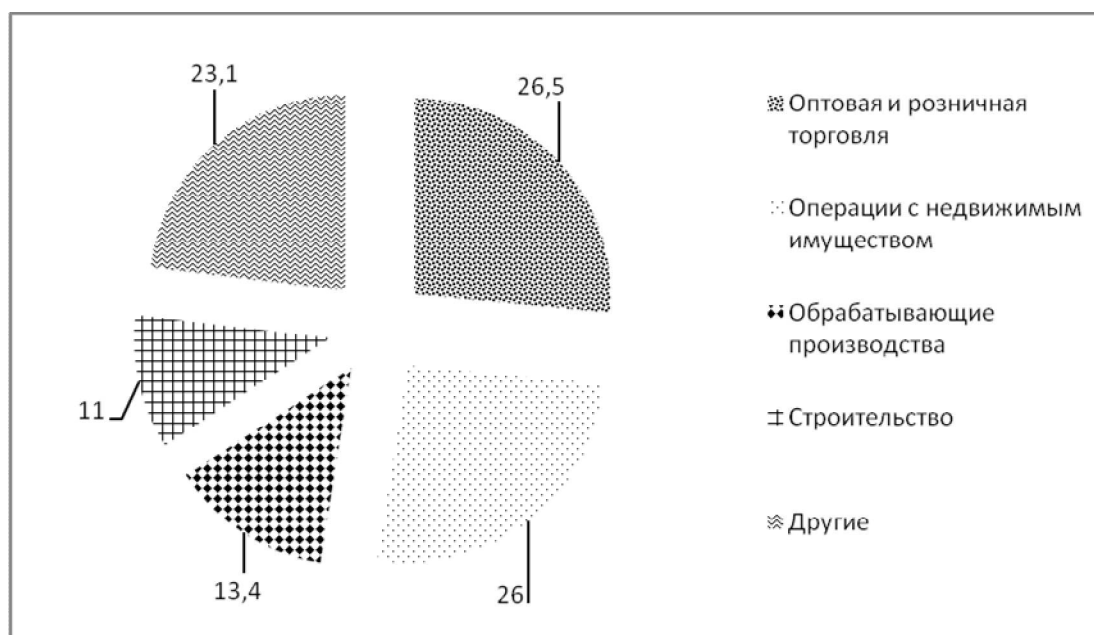 23,1
26,5
11
13,4
26
Оптовая и розничная
торговля
Операции с недвижимым
имуществом
Обрабатывающие
производства
Строительство
Другие